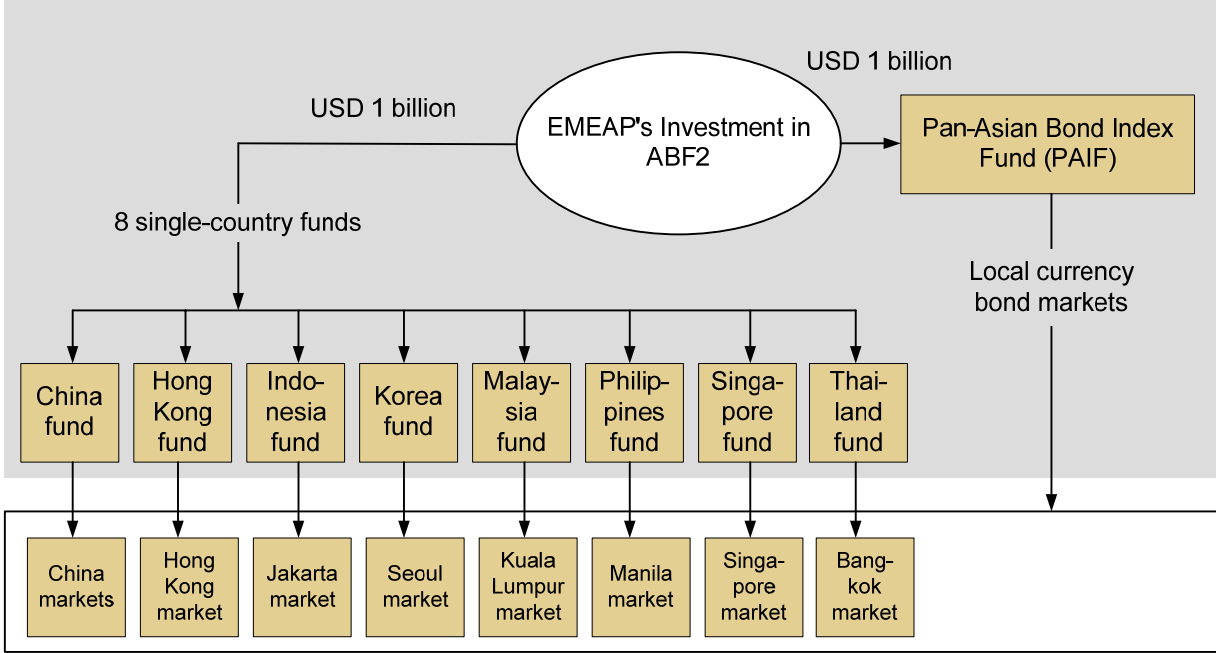 USD 1 billion
USD 1 billion
EMEAP's Investment in
ABF2
Pan-Asian Bond Index
Fund (PAIF)
8 single-country funds
Local currency
bond markets
China
fund
Hong
Kong
fund
Indo-
nesia
fund
Korea
fund
Malay-
sia
fund
Philip-
pines
fund
Singa-
pore
fund
Thai-
land
fund
China
markets
Hong
Kong
market
Jakarta
market
Seoul
market
Kuala
Lumpur
market
Manila
market
Singa-
pore
market
Bang-
kok
market